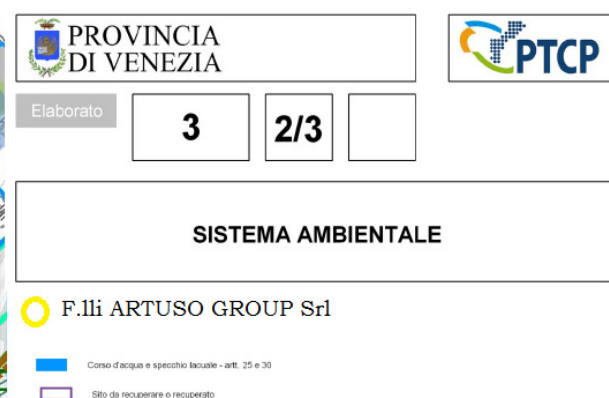 PROVINCIA
DI VENEZIA
PTCP
Elaborato
3
2/3
SISTEMA AMBIENTALE
F.lli ARTUSO GROUP Srl
Corso d'acqua e specchio lacuale - artt. 25 e 30
Sito da recuperare o recuperato